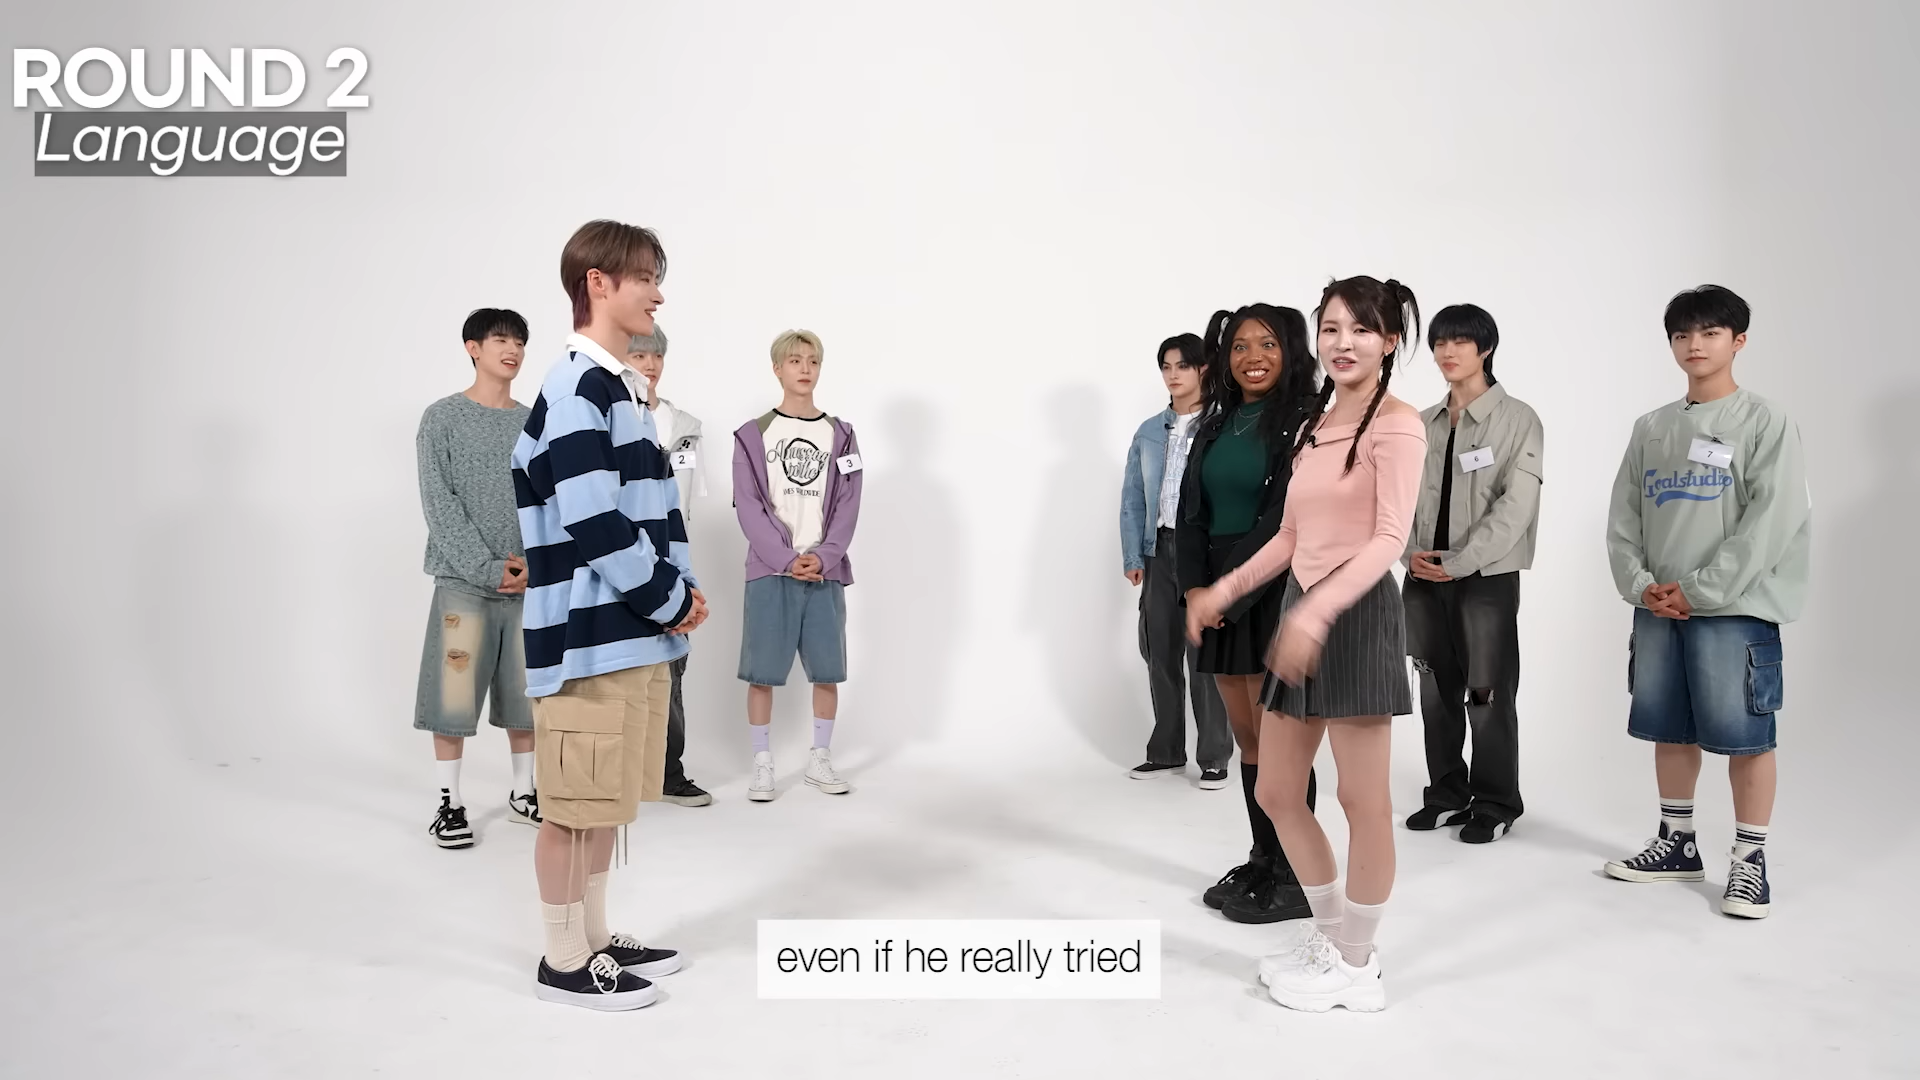 ROUND 2
Language
2
3
6
7
Goalstudio
even if he really tried